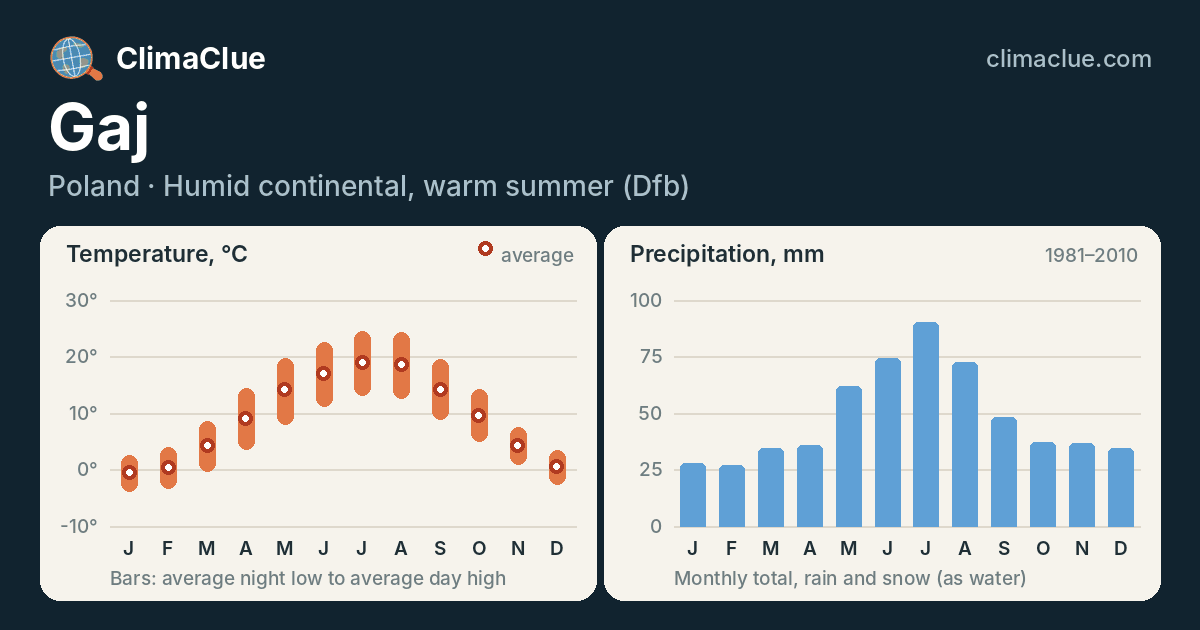 ClimaClue
climaclue.com
Gaj
Poland · Humid continental, warm summer (Dfb)
Temperature, °C
average
30°
20°
10°
0°
-10°
J F M A M J J A S O N D
Bars: average night low to average day high
Precipitation, mm
1981–2010
100
75
50
25
0
J F M A M J J A S O N D
Monthly total, rain and snow (as water)